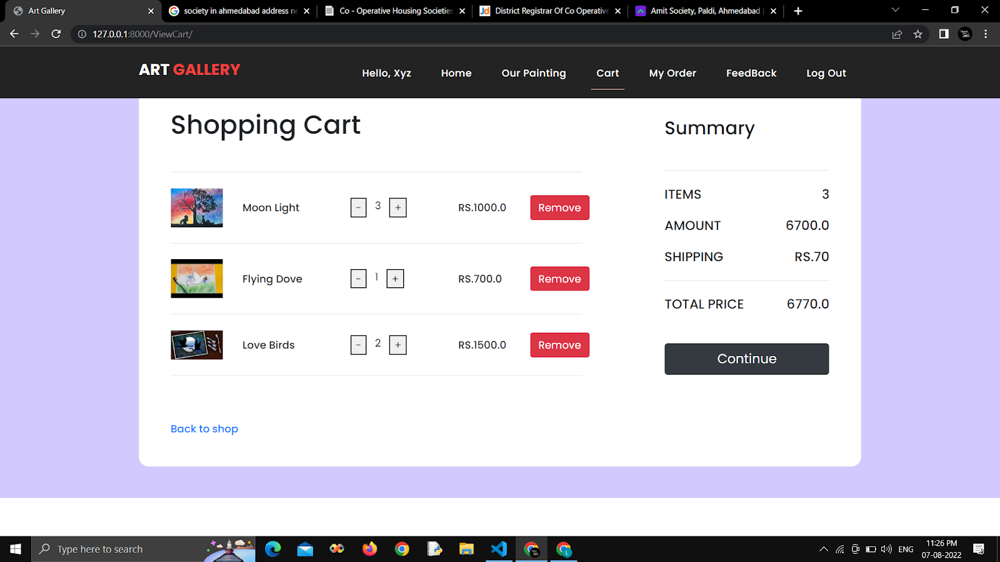 Art Gallery
society in ahmedabad address ne
Co - Operative Housing Societies
District Registrar Of Co Operative
Amit Society, Paldi, Ahmedabad |
127.0.0.1:8000/ViewCart/
ART GALLERY
Hello, Xyz
Home
Our Painting
Cart
My Order
FeedBack
Log Out
Shopping Cart
Moon Light
- 3 +
RS.1000.0
Remove
Flying Dove
- 1 +
RS.700.0
Remove
Love Birds
- 2 +
RS.1500.0
Remove
Back to shop
Summary
ITEMS 3
AMOUNT 6700.0
SHIPPING RS.70
TOTAL PRICE 6770.0
Continue
Type here to search
ENG
11:26 PM
07-08-2022